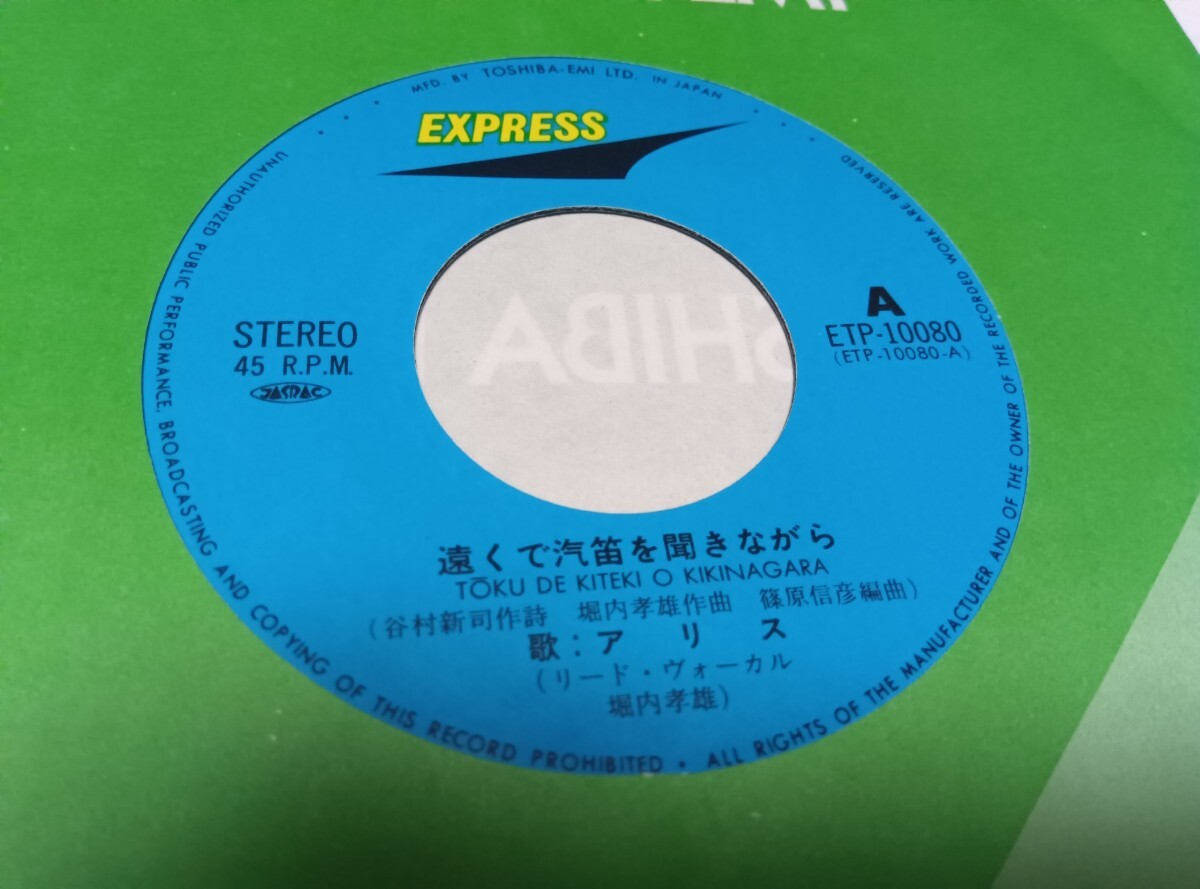 MFD. BY TOSHIBA-EMI LTD. IN JAPAN
EXPRESS
STEREO
45 R.P.M.
JASRAC
A
ETP-10080
(ETP-10080-A)
SHIBA
遠くで汽笛を聞きながら
TŌKU DE KITEKI O KIKINAGARA
(谷村新司作詩 堀内孝雄作曲 篠原信彦編曲)
歌:アリス
(リード・ヴォーカル
堀内孝雄)
UNAUTHORIZED PUBLIC PERFORMANCE, BROADCASTING AND COPYING OF THIS RECORD PROHIBITED • ALL RIGHTS OF THE MANUFACTURER AND OF THE OWNER OF THE RECORDED WORK ARE RESERVED